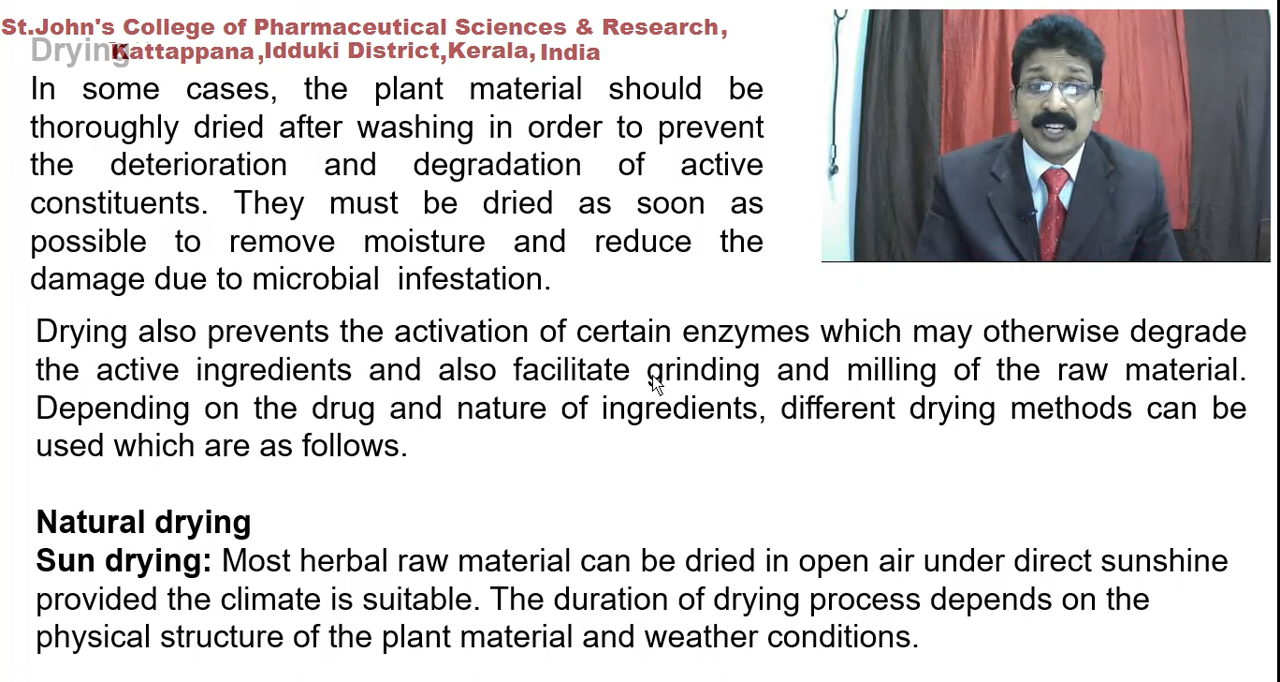 St.John's College of Pharmaceutical Sciences & Research,
Drying
Kattappana,Idduki District,Kerala, India
In some cases, the plant material should be
thoroughly dried after washing in order to prevent
the deterioration and degradation of active
constituents. They must be dried as soon as
possible to remove moisture and reduce the
damage due to microbial infestation.
Drying also prevents the activation of certain enzymes which may otherwise degrade
the active ingredients and also facilitate grinding and milling of the raw material.
Depending on the drug and nature of ingredients, different drying methods can be
used which are as follows.
Natural drying
Sun drying: Most herbal raw material can be dried in open air under direct sunshine
provided the climate is suitable. The duration of drying process depends on the
physical structure of the plant material and weather conditions.